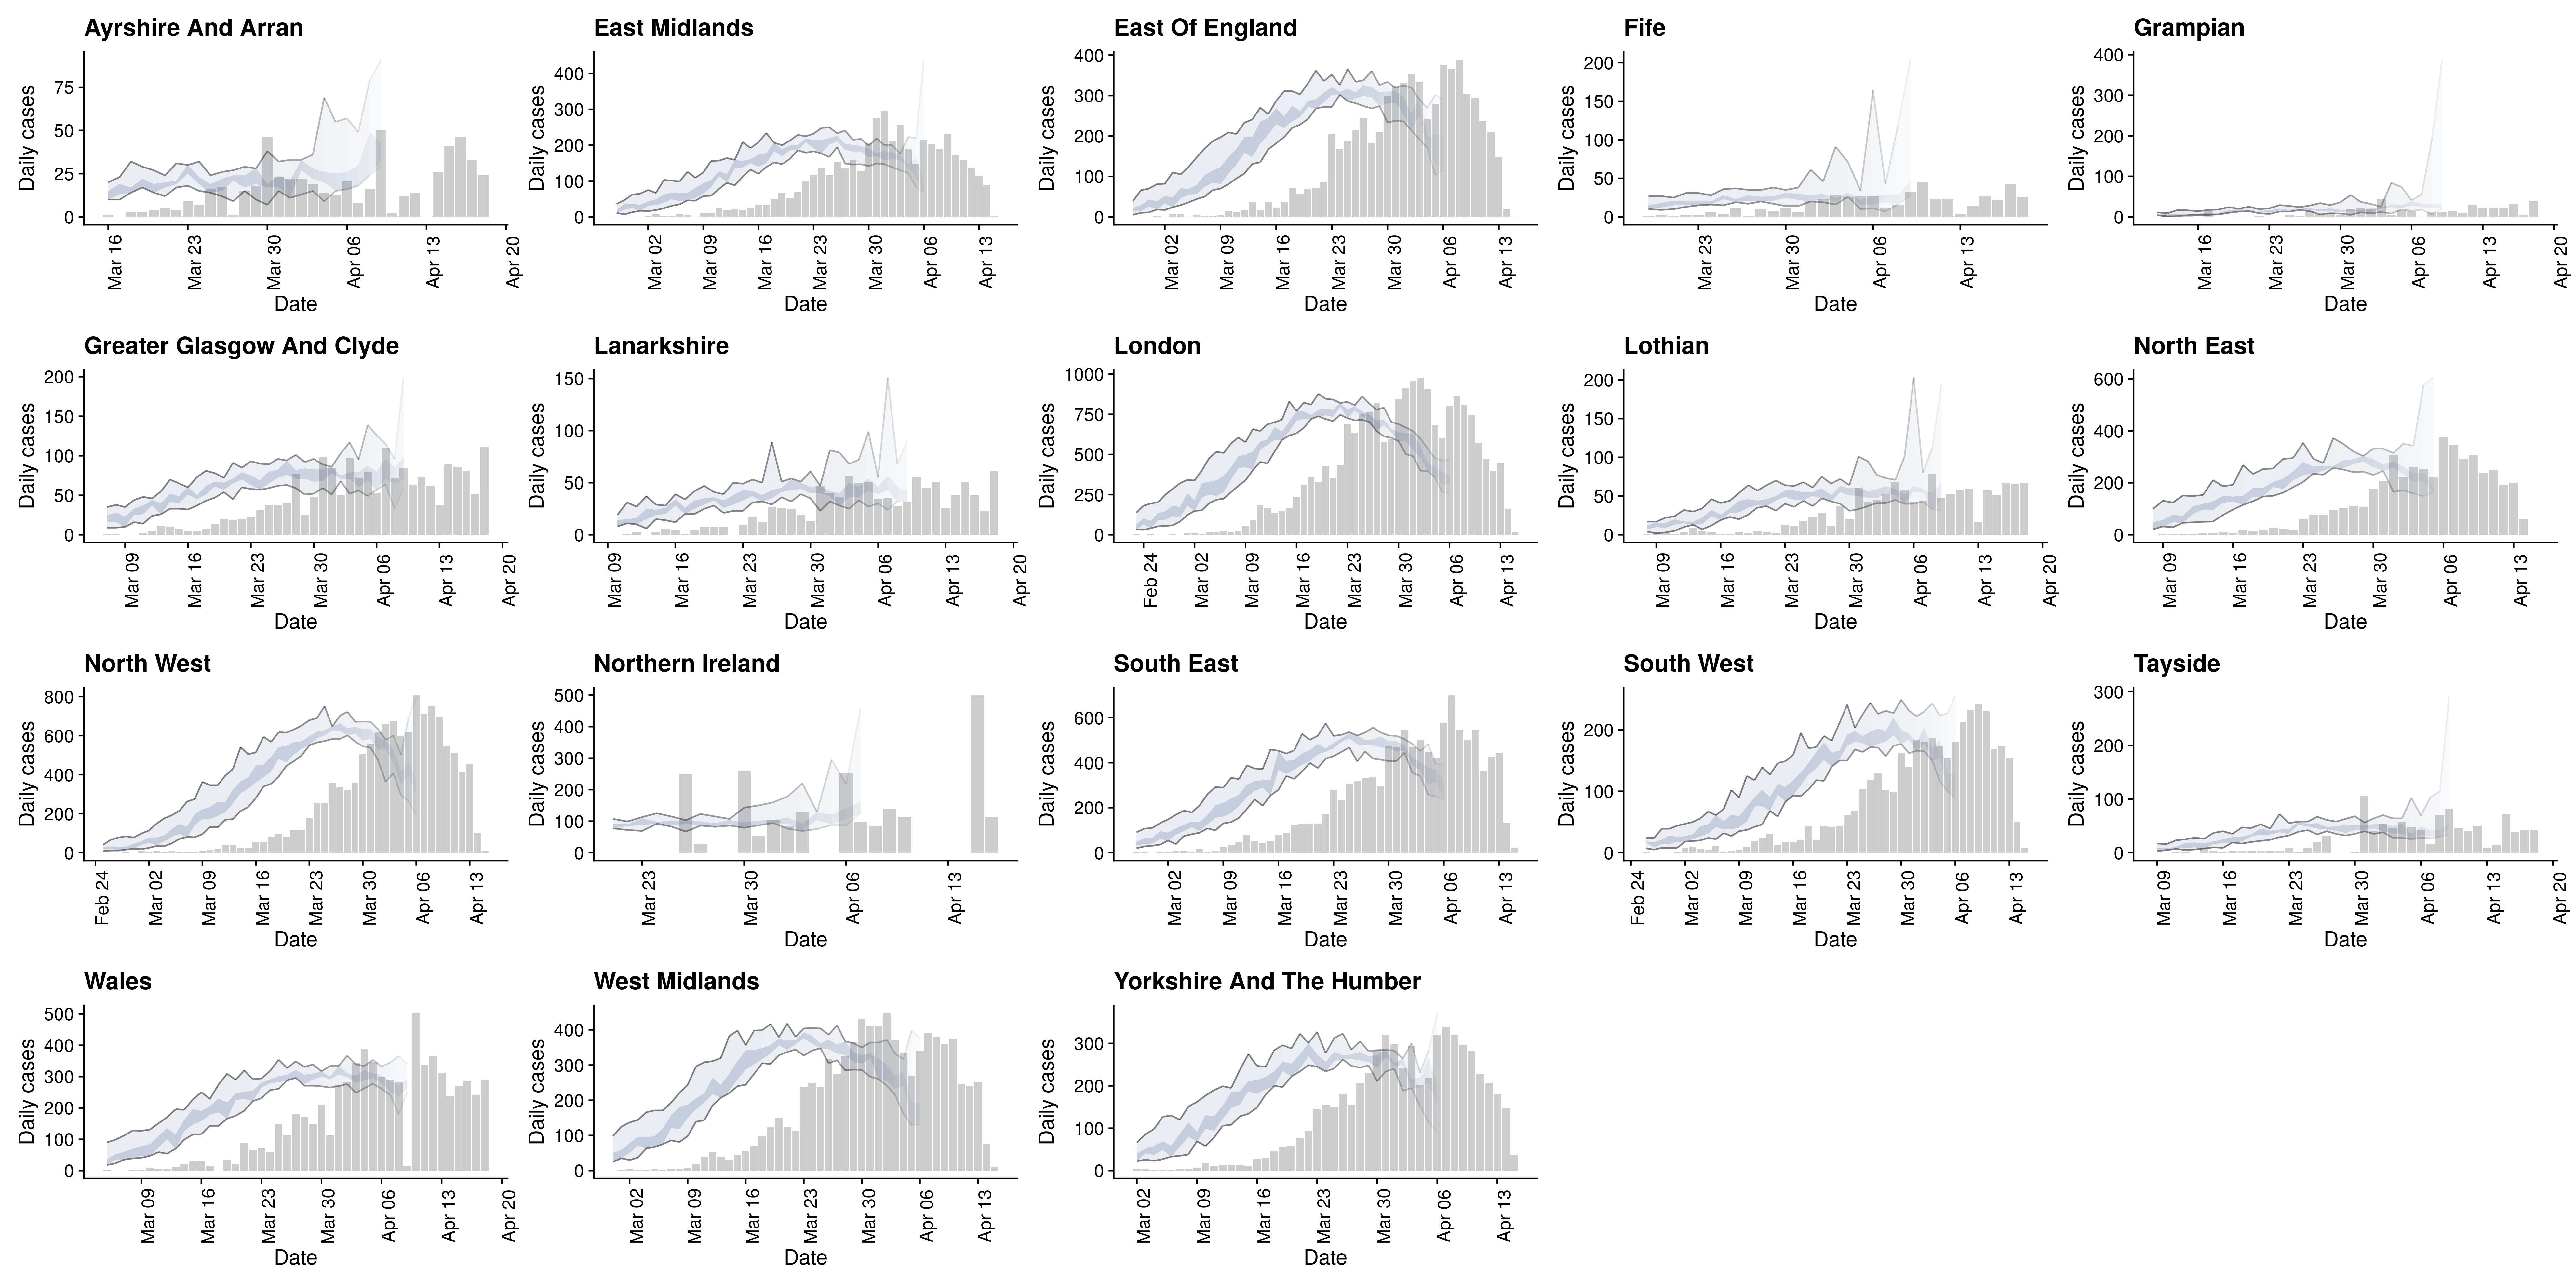 Ayrshire And Arran
Daily cases
75
50
25
0
Mar 16
Mar 23
Mar 30
Apr 06
Apr 13
Apr 20
Date
East Midlands
Daily cases
400
300
200
100
0
Mar 02
Mar 09
Mar 16
Mar 23
Mar 30
Apr 06
Apr 13
Date
East Of England
Daily cases
400
300
200
100
0
Mar 02
Mar 09
Mar 16
Mar 23
Mar 30
Apr 06
Apr 13
Date
Fife
Daily cases
200
150
100
50
0
Mar 23
Mar 30
Apr 06
Apr 13
Date
Grampian
Daily cases
400
300
200
100
0
Mar 16
Mar 23
Mar 30
Apr 06
Apr 13
Apr 20
Date
Greater Glasgow And Clyde
Daily cases
200
150
100
50
0
Mar 09
Mar 16
Mar 23
Mar 30
Apr 06
Apr 13
Apr 20
Date
Lanarkshire
Daily cases
150
100
50
0
Mar 09
Mar 16
Mar 23
Mar 30
Apr 06
Apr 13
Apr 20
Date
London
Daily cases
1000
750
500
250
0
Feb 24
Mar 02
Mar 09
Mar 16
Mar 23
Mar 30
Apr 06
Apr 13
Date
Lothian
Daily cases
200
150
100
50
0
Mar 09
Mar 16
Mar 23
Mar 30
Apr 06
Apr 13
Apr 20
Date
North East
Daily cases
600
400
200
0
Mar 09
Mar 16
Mar 23
Mar 30
Apr 06
Apr 13
Date
North West
Daily cases
800
600
400
200
0
Feb 24
Mar 02
Mar 09
Mar 16
Mar 23
Mar 30
Apr 06
Apr 13
Date
Northern Ireland
Daily cases
500
400
300
200
100
0
Mar 23
Mar 30
Apr 06
Apr 13
Date
South East
Daily cases
600
400
200
0
Mar 02
Mar 09
Mar 16
Mar 23
Mar 30
Apr 06
Apr 13
Date
South West
Daily cases
200
100
0
Feb 24
Mar 02
Mar 09
Mar 16
Mar 23
Mar 30
Apr 06
Apr 13
Date
Tayside
Daily cases
300
200
100
0
Mar 09
Mar 16
Mar 23
Mar 30
Apr 06
Apr 13
Apr 20
Date
Wales
Daily cases
500
400
300
200
100
0
Mar 09
Mar 16
Mar 23
Mar 30
Apr 06
Apr 13
Apr 20
Date
West Midlands
Daily cases
400
300
200
100
0
Mar 02
Mar 09
Mar 16
Mar 23
Mar 30
Apr 06
Apr 13
Date
Yorkshire And The Humber
Daily cases
300
200
100
0
Mar 02
Mar 09
Mar 16
Mar 23
Mar 30
Apr 06
Apr 13
Date